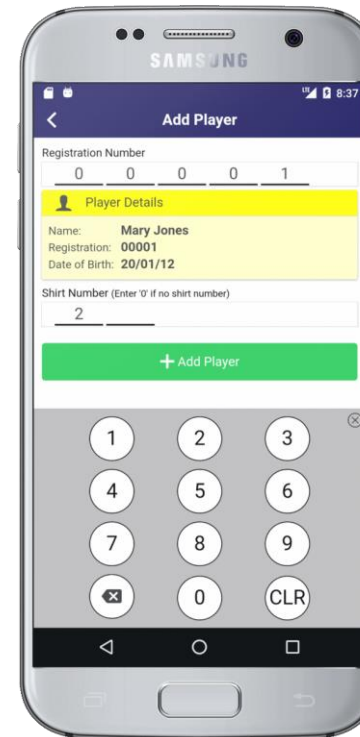 SAMSUNG
8:37
Add Player
Registration Number
0 0 0 0 1
Player Details
Name: Mary Jones
Registration: 00001
Date of Birth: 20/01/12
Shirt Number (Enter '0' if no shirt number)
2
+ Add Player
1 2 3
4 5 6
7 8 9
0 CLR